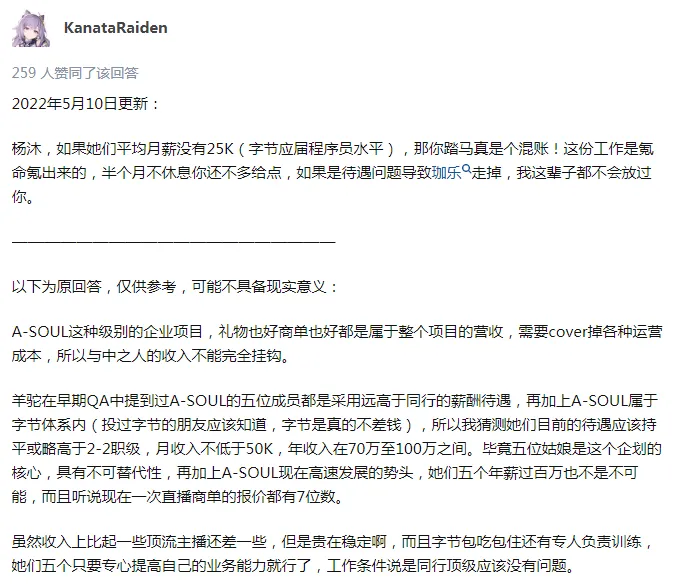 KanataRaiden
259 人赞同了该回答
2022年5月10日更新：
杨沐，如果她们平均月薪没有25K（字节应届程序员水平），那你踏马真是个混账！这份工作是氪
命氪出来的，半个月不休息你还不多给点，如果是待遇问题导致珈乐走掉，我这辈子都不会放过
你。
————————————————————
以下为原回答，仅供参考，可能不具备现实意义：
A-SOUL这种级别的企业项目，礼物也好商单也好都是属于整个项目的营收，需要cover掉各种运营
成本，所以与中之人的收入不能完全挂钩。
羊驼在早期QA中提到过A-SOUL的五位成员都是采用远高于同行的薪酬待遇，再加上A-SOUL属于
字节体系内（投过字节的朋友应该知道，字节是真的不差钱），所以我猜测她们目前的待遇应该持
平或略高于2-2职级，月收入不低于50K，年收入在70万至100万之间。毕竟五位姑娘是这个企划的
核心，具有不可替代性，再加上A-SOUL现在高速发展的势头，她们五个年薪过百万也不是不可
能，而且听说现在一次直播商单的报价都有7位数。
虽然收入上比起一些顶流主播还差一些，但是贵在稳定啊，而且字节包吃包住还有专人负责训练，
她们五个只要专心提高自己的业务能力就行了，工作条件说是同行顶级应该没有问题。